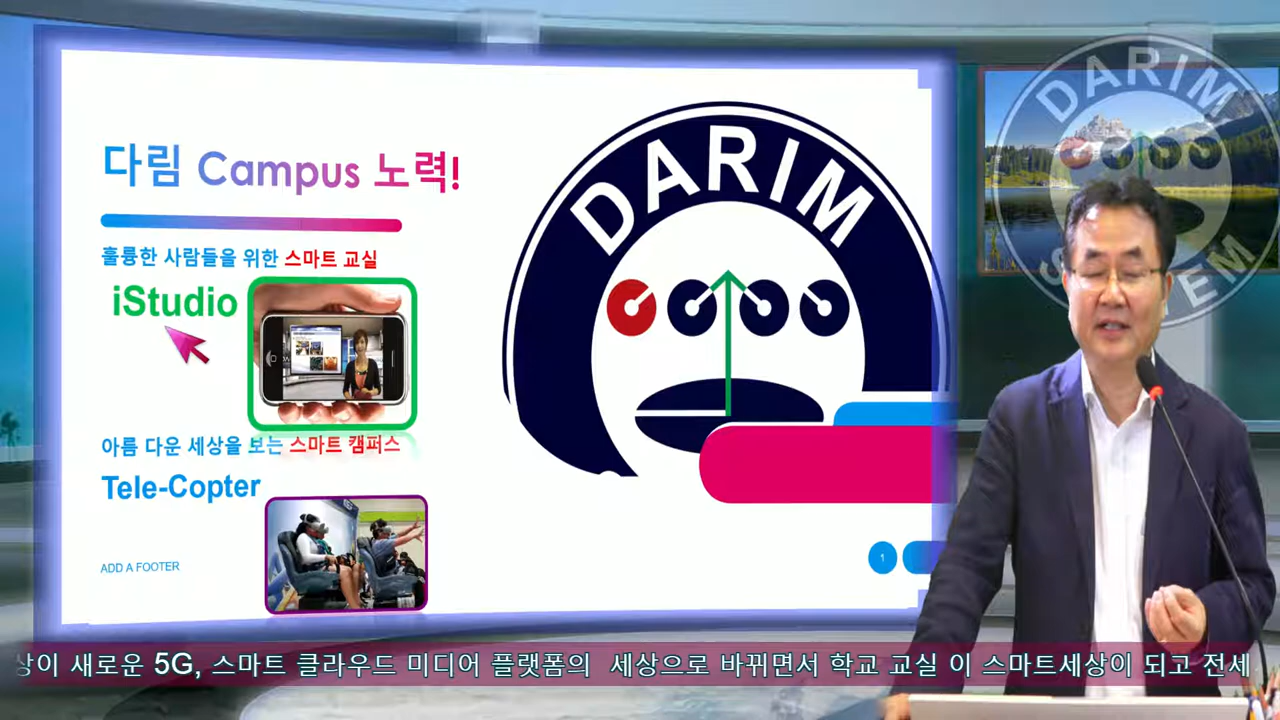 다림 Campus 노력!
훌륭한 사람들을 위한 스마트 교실
iStudio
아름 다운 세상을 보는 스마트 캠퍼스
Tele-Copter
ADD A FOOTER
DARIM
1
DARIM
상이 새로운 5G, 스마트 클라우드 미디어 플랫폼의 세상으로 바뀌면서 학교 교실 이 스마트세상이 되고 전세